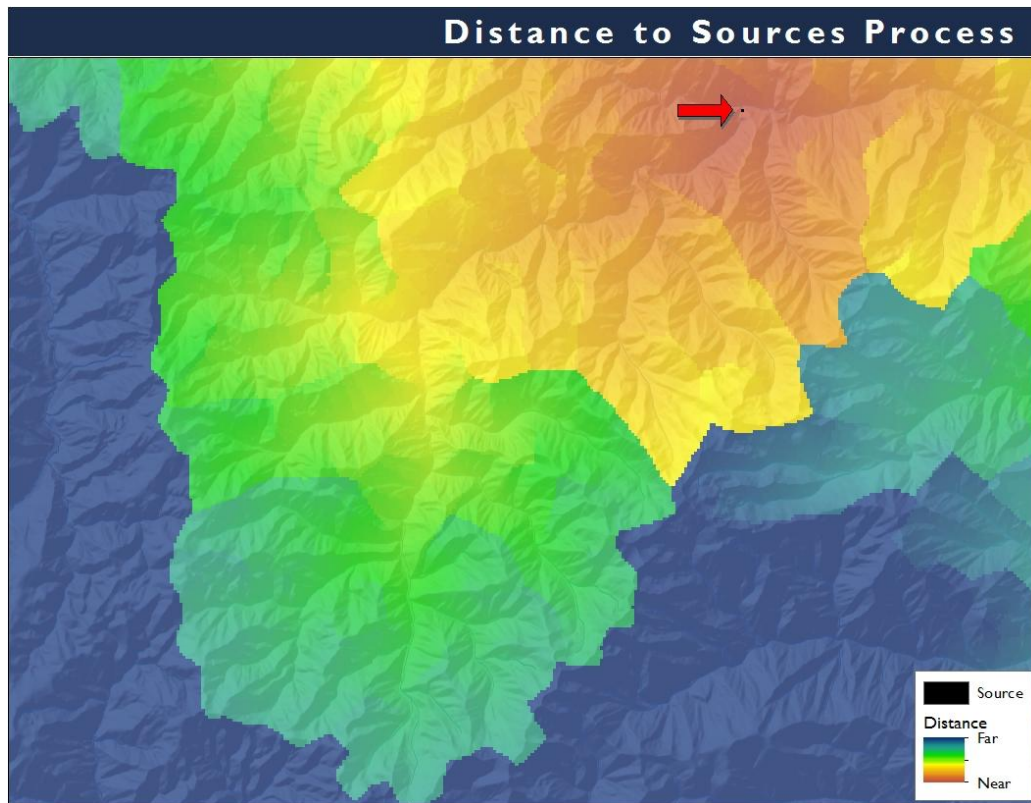 Distance to Sources Process
Source
Distance
Far
Near